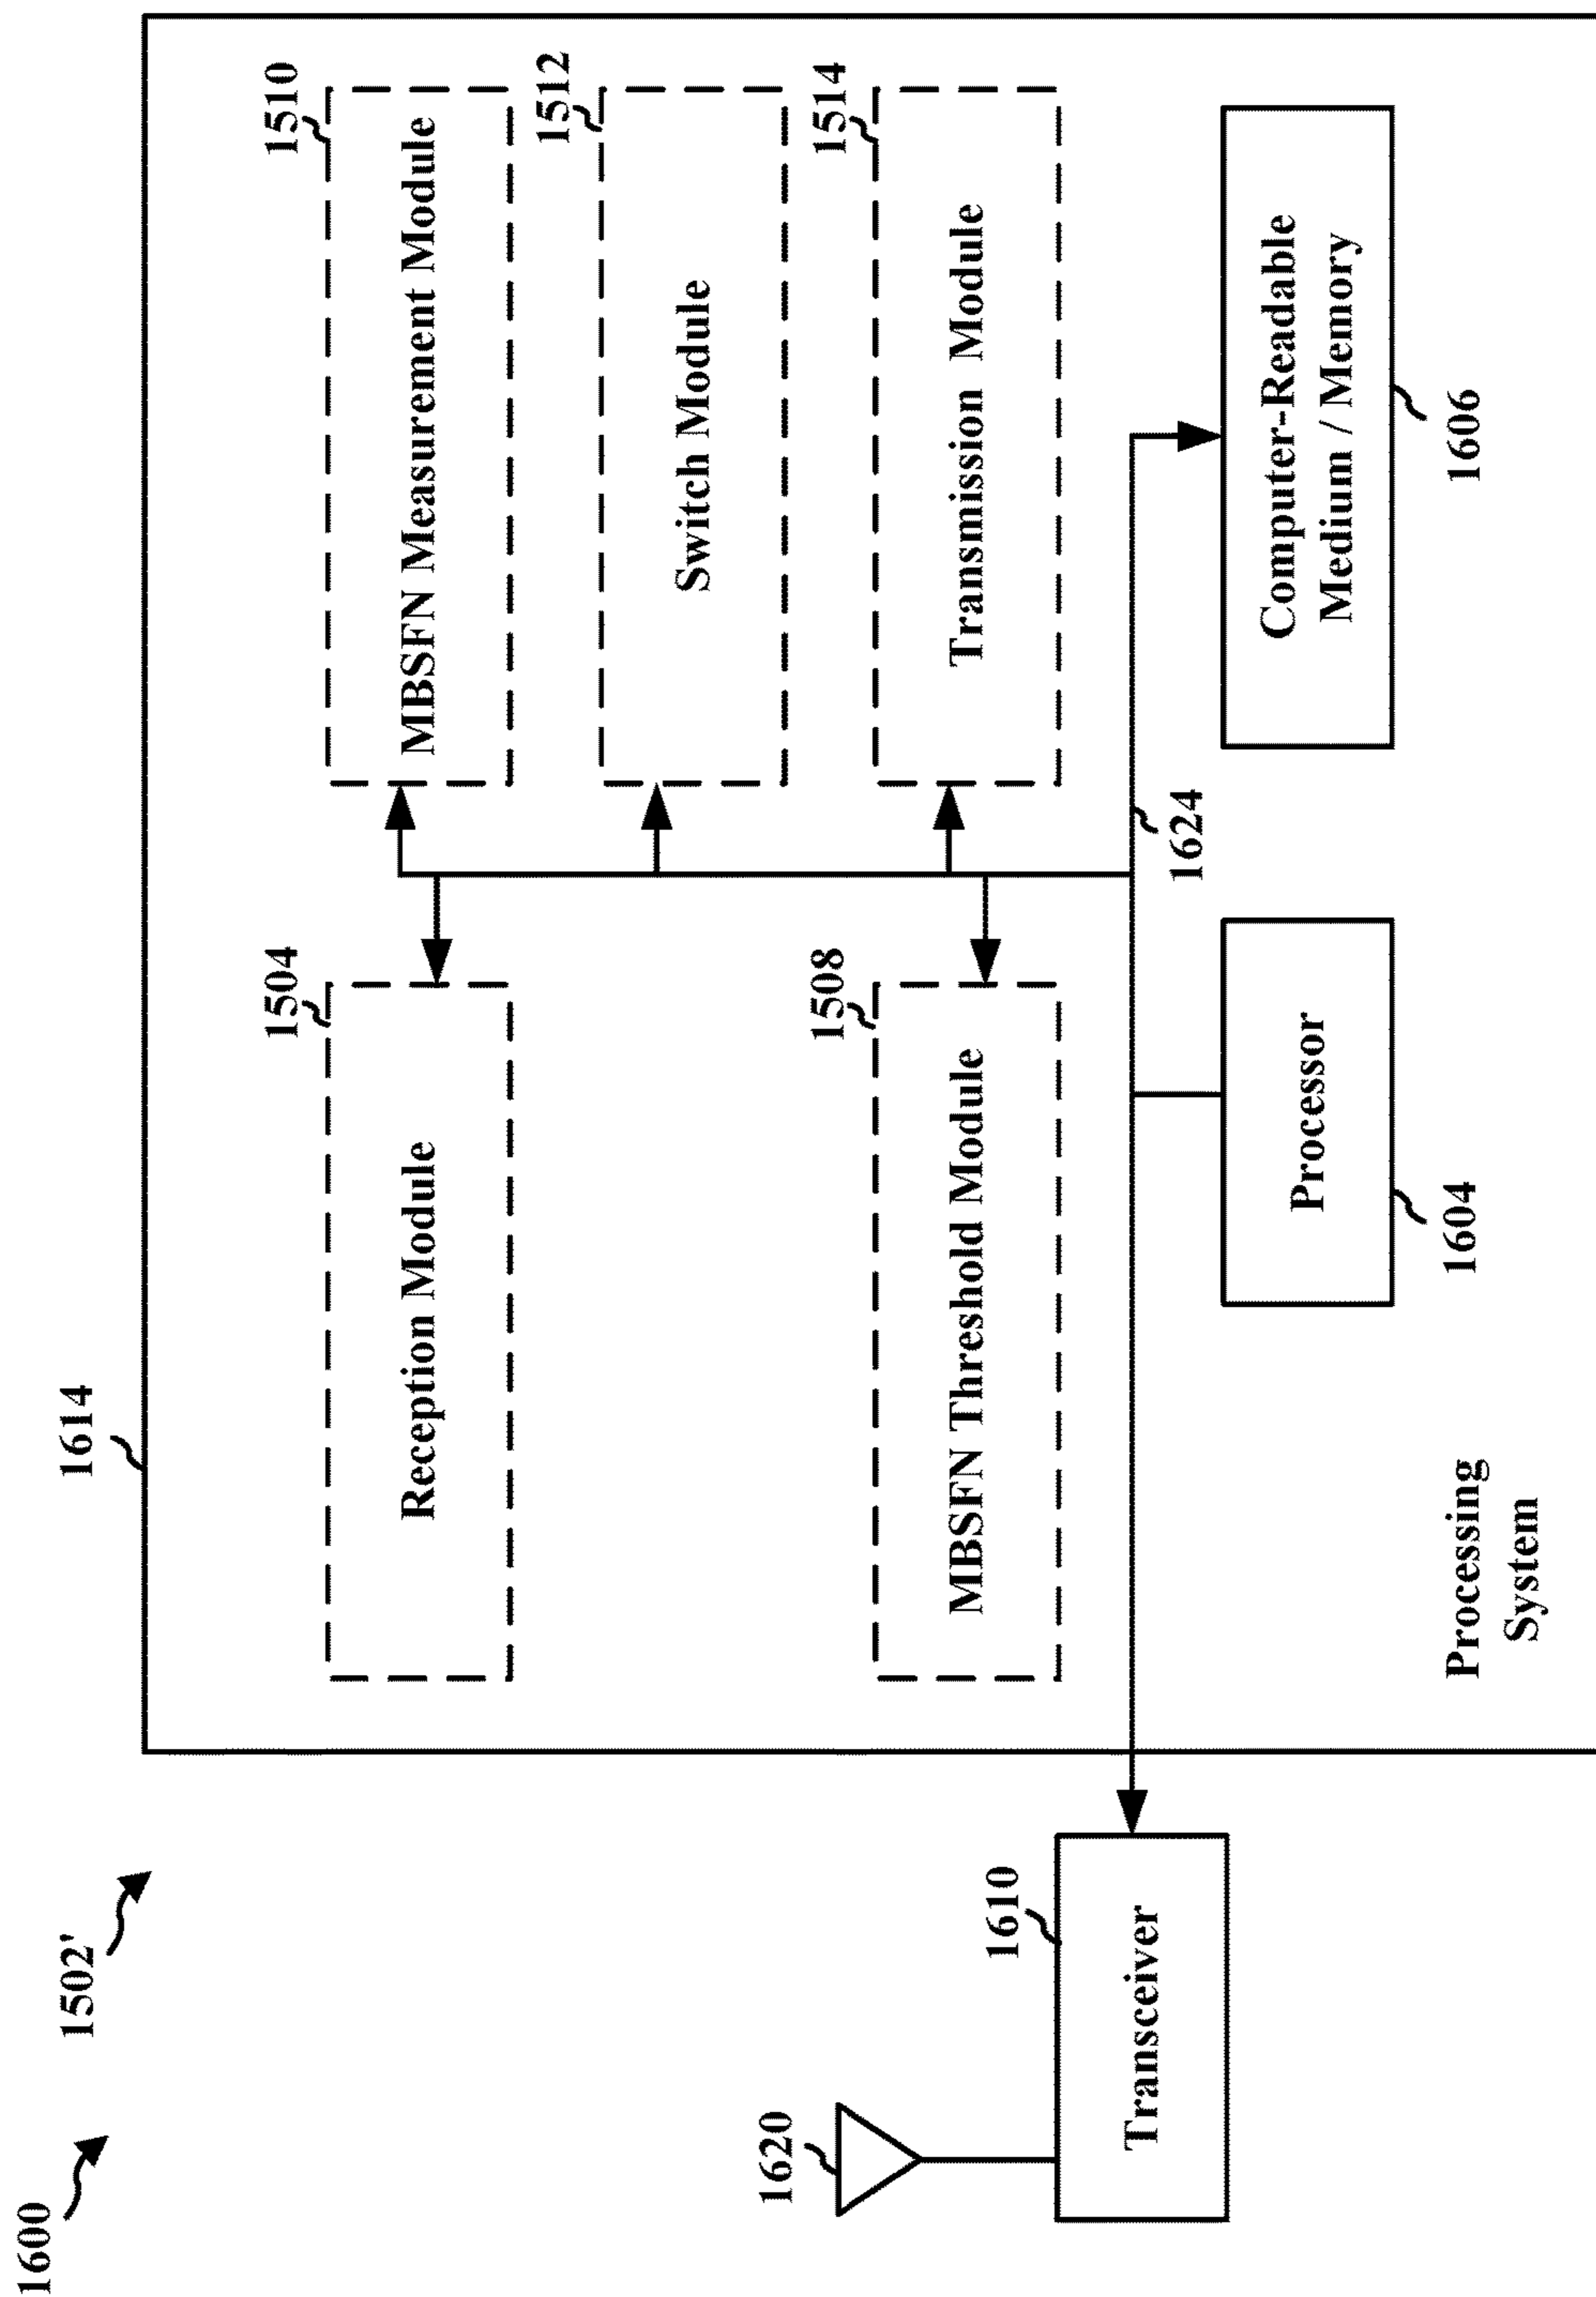 1600
1502'
1614
1504
Reception Module
1510
MBSFN Measurement Module
1512
Switch Module
1508
MBSFN Threshold Module
1514
Transmission Module
1620
1610
Transceiver
1624
Processor
1604
Computer-Readable
Medium / Memory
1606
Processing
System